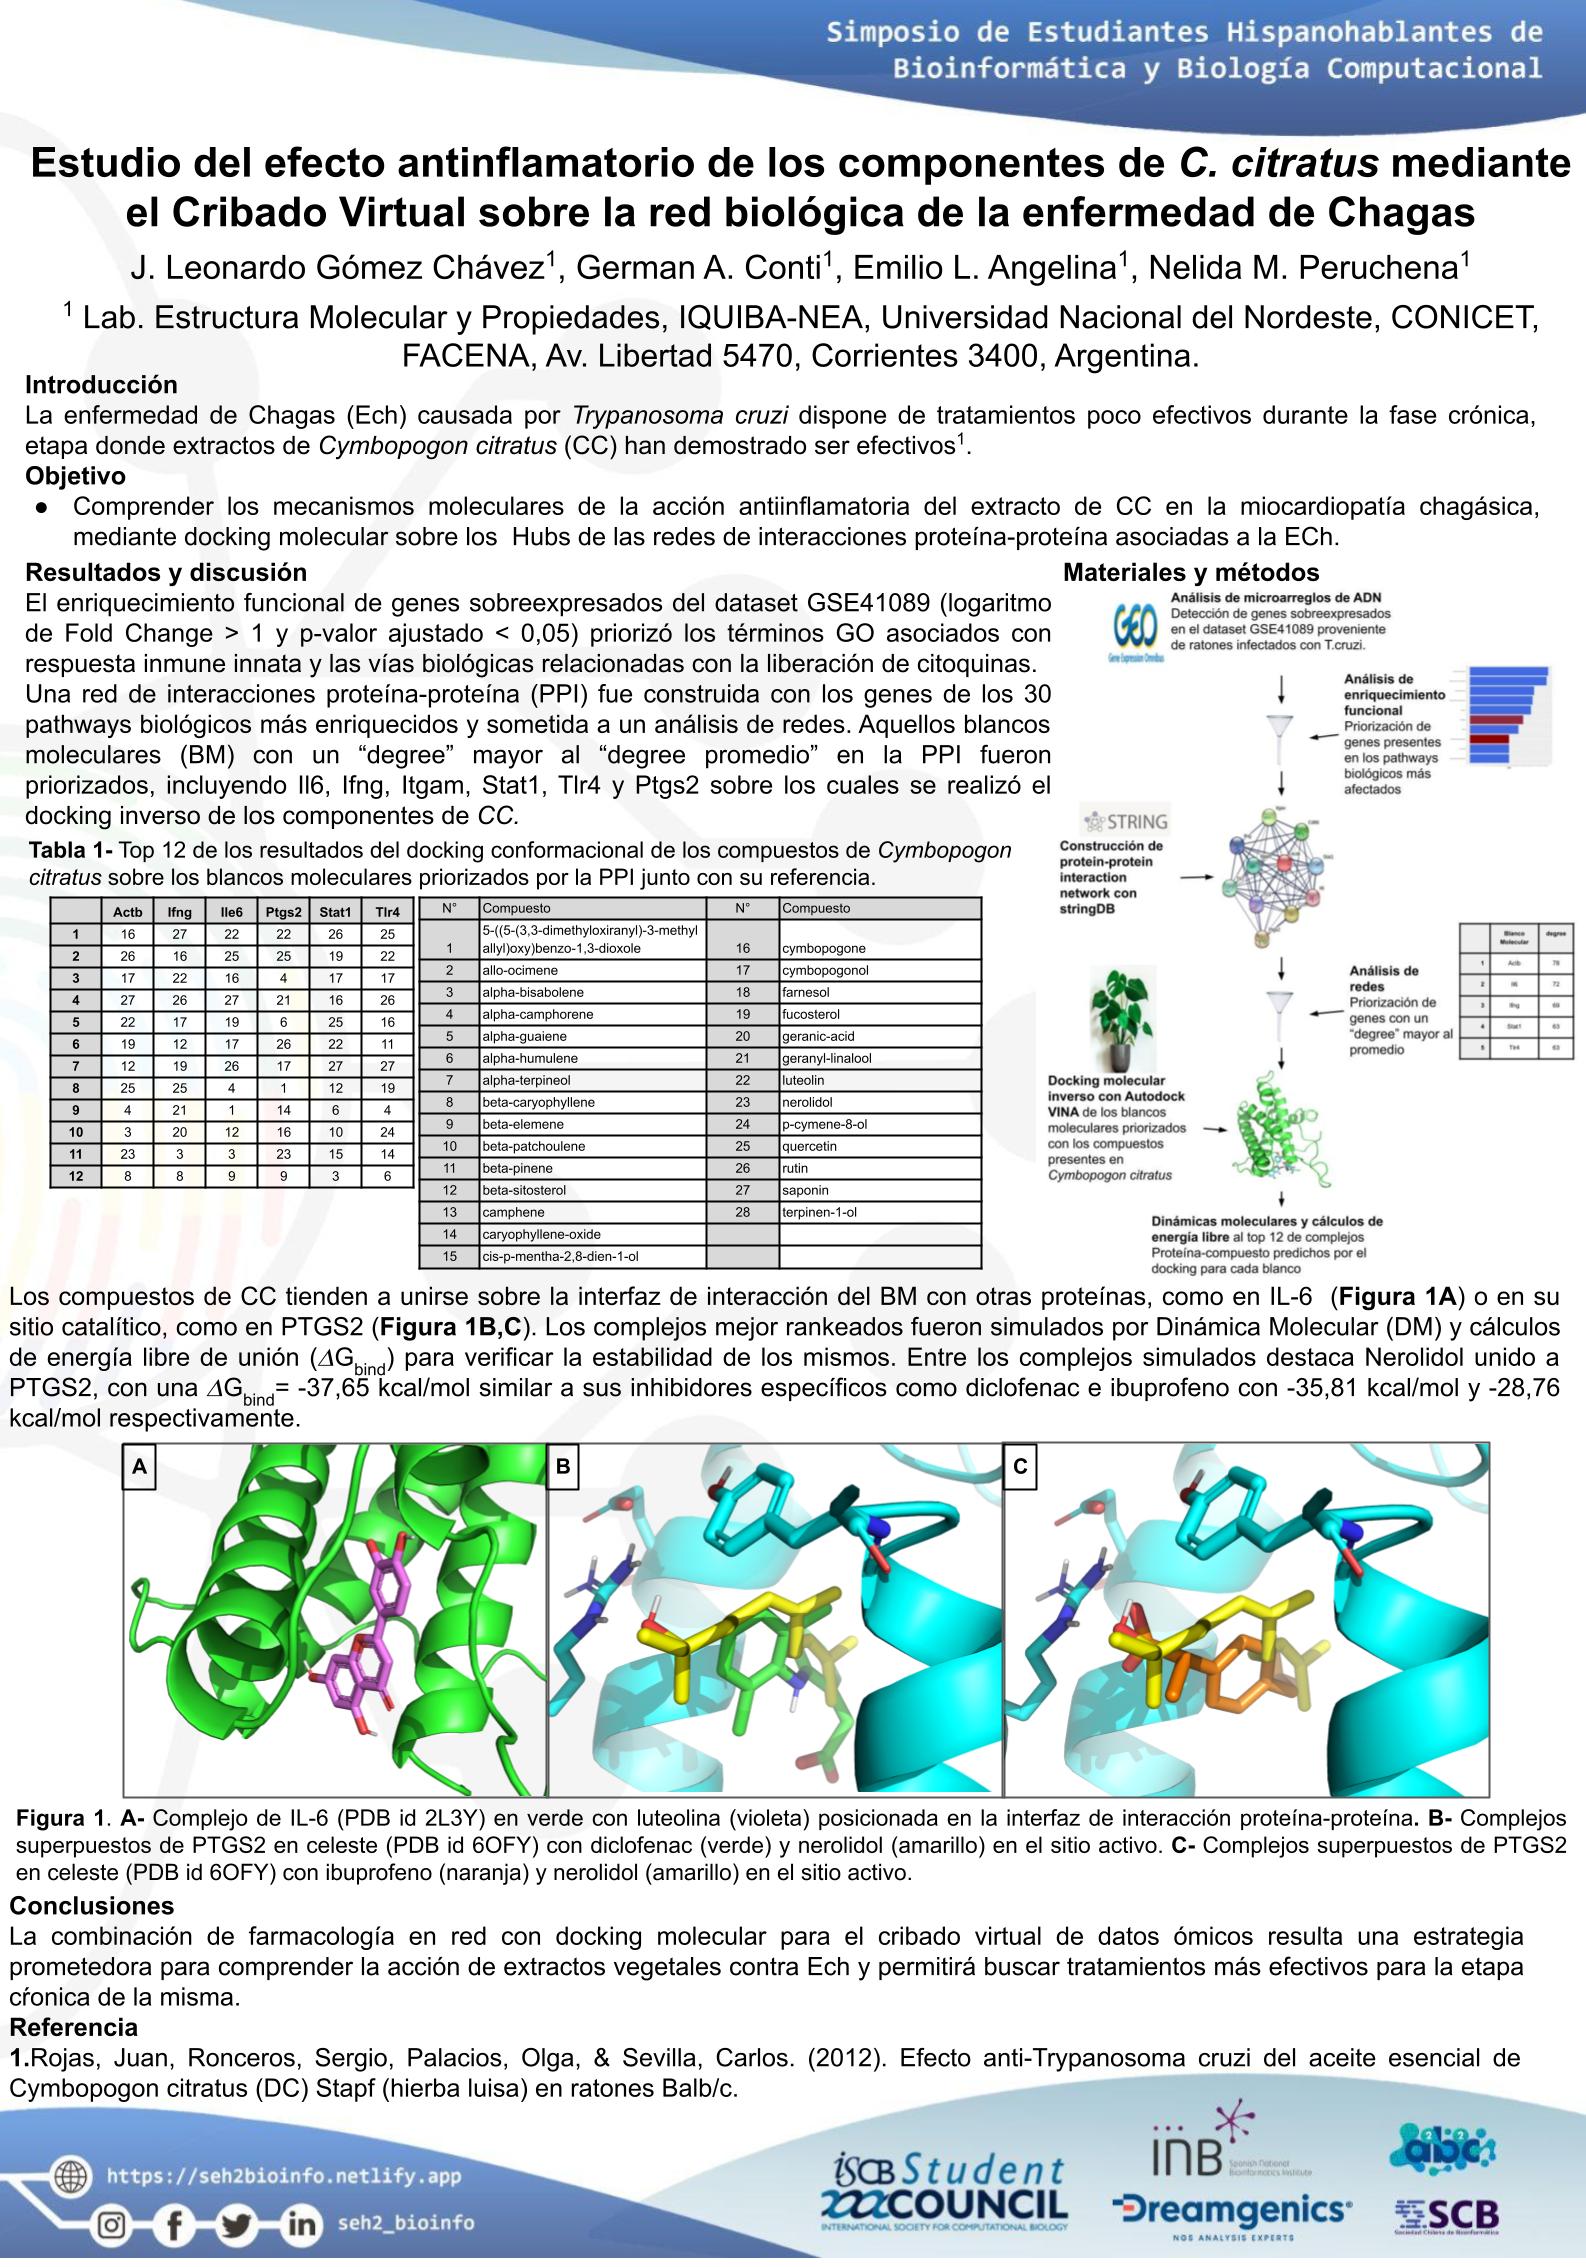 Simposio de Estudiantes Hispanohablantes de
Bioinformática y Biología Computacional
Estudio del efecto antinflamatorio de los componentes de C. citratus mediante
el Cribado Virtual sobre la red biológica de la enfermedad de Chagas
J. Leonardo Gómez Chávez1, German A. Conti1, Emilio L. Angelina1, Nelida M. Peruchena1
1 Lab. Estructura Molecular y Propiedades, IQUIBA-NEA, Universidad Nacional del Nordeste, CONICET,
FACENA, Av. Libertad 5470, Corrientes 3400, Argentina.
Introducción
La enfermedad de Chagas (Ech) causada por Trypanosoma cruzi dispone de tratamientos poco efectivos durante la fase crónica,
etapa donde extractos de Cymbopogon citratus (CC) han demostrado ser efectivos1.
Objetivo
● Comprender los mecanismos moleculares de la acción antiinflamatoria del extracto de CC en la miocardiopatía chagásica,
mediante docking molecular sobre los Hubs de las redes de interacciones proteína-proteína asociadas a la ECh.
Resultados y discusión
El enriquecimiento funcional de genes sobreexpresados del dataset GSE41089 (logaritmo
de Fold Change > 1 y p-valor ajustado < 0,05) priorizó los términos GO asociados con
respuesta inmune innata y las vías biológicas relacionadas con la liberación de citoquinas.
Una red de interacciones proteína-proteína (PPI) fue construida con los genes de los 30
pathways biológicos más enriquecidos y sometida a un análisis de redes. Aquellos blancos
moleculares (BM) con un “degree” mayor al “degree promedio” en la PPI fueron
priorizados, incluyendo Il6, Ifng, Itgam, Stat1, Tlr4 y Ptgs2 sobre los cuales se realizó el
docking inverso de los componentes de CC.
Tabla 1- Top 12 de los resultados del docking conformacional de los compuestos de Cymbopogon
citratus sobre los blancos moleculares priorizados por la PPI junto con su referencia.
Actb Ifng Ile6 Ptgs2 Stat1 Tlr4
1 16 27 22 22 26 25
2 26 16 25 25 19 22
3 17 22 16 4 17 17
4 27 26 27 21 16 26
5 22 17 19 6 25 16
6 19 12 17 26 22 11
7 12 19 26 17 27 27
8 25 25 4 1 12 19
9 4 21 1 14 6 4
10 3 20 12 16 10 24
11 23 3 3 23 15 14
12 8 8 9 9 3 6
N° Compuesto N° Compuesto
5-((5-(3,3-dimethyloxiranyl)-3-methyl
1 allyl)oxy)benzo-1,3-dioxole 16 cymbopogone
2 allo-ocimene 17 cymbopogonol
3 alpha-bisabolene 18 farnesol
4 alpha-camphorene 19 fucosterol
5 alpha-guaiene 20 geranic-acid
6 alpha-humulene 21 geranyl-linalool
7 alpha-terpineol 22 luteolin
8 beta-caryophyllene 23 nerolidol
9 beta-elemene 24 p-cymene-8-ol
10 beta-patchoulene 25 quercetin
11 beta-pinene 26 rutin
12 beta-sitosterol 27 saponin
13 camphene 28 terpinen-1-ol
14 caryophyllene-oxide
15 cis-p-mentha-2,8-dien-1-ol
Materiales y métodos
GEO
Gene Expression Omnibus
Análisis de microarreglos de ADN
Detección de genes sobreexpresados
en el dataset GSE41089 proveniente
de ratones infectados con T.cruzi.
Análisis de
enriquecimiento
funcional
Priorización de
genes presentes
en los pathways
biológicos más
afectados
STRING
Construcción de
protein-protein
interaction
network con
stringDB
Análisis de
redes
Priorización de
genes con un
“degree” mayor al
promedio
Blanco
Molecular degree
1 Actb 78
2 Il6 72
3 Ifng 69
4 Stat1 63
5 Tlr4 63
Docking molecular
inverso con Autodock
VINA de los blancos
moleculares priorizados
con los compuestos
presentes en
Cymbopogon citratus
Dinámicas moleculares y cálculos de
energía libre al top 12 de complejos
Proteína-compuesto predichos por el
docking para cada blanco
Los compuestos de CC tienden a unirse sobre la interfaz de interacción del BM con otras proteínas, como en IL-6 (Figura 1A) o en su
sitio catalítico, como en PTGS2 (Figura 1B,C). Los complejos mejor rankeados fueron simulados por Dinámica Molecular (DM) y cálculos
de energía libre de unión (ΔGbind) para verificar la estabilidad de los mismos. Entre los complejos simulados destaca Nerolidol unido a
PTGS2, con una ΔGbind= -37,65 kcal/mol similar a sus inhibidores específicos como diclofenac e ibuprofeno con -35,81 kcal/mol y -28,76
kcal/mol respectivamente.
A
B
C
Figura 1. A- Complejo de IL-6 (PDB id 2L3Y) en verde con luteolina (violeta) posicionada en la interfaz de interacción proteína-proteína. B- Complejos
superpuestos de PTGS2 en celeste (PDB id 6OFY) con diclofenac (verde) y nerolidol (amarillo) en el sitio activo. C- Complejos superpuestos de PTGS2
en celeste (PDB id 6OFY) con ibuprofeno (naranja) y nerolidol (amarillo) en el sitio activo.
Conclusiones
La combinación de farmacología en red con docking molecular para el cribado virtual de datos ómicos resulta una estrategia
prometedora para comprender la acción de extractos vegetales contra Ech y permitirá buscar tratamientos más efectivos para la etapa
cŕonica de la misma.
Referencia
1.Rojas, Juan, Ronceros, Sergio, Palacios, Olga, & Sevilla, Carlos. (2012). Efecto anti-Trypanosoma cruzi del aceite esencial de
Cymbopogon citratus (DC) Stapf (hierba luisa) en ratones Balb/c.
https://seh2bioinfo.netlify.app
seh2_bioinfo
iSCB Student
COUNCIL
INTERNATIONAL SOCIETY FOR COMPUTATIONAL BIOLOGY
iNB
Spanish National
Bioinformatics Institute
Dreamgenics
NGS ANALYSIS EXPERTS
abc
SCB
Sociedad Chilena de Bioinformática